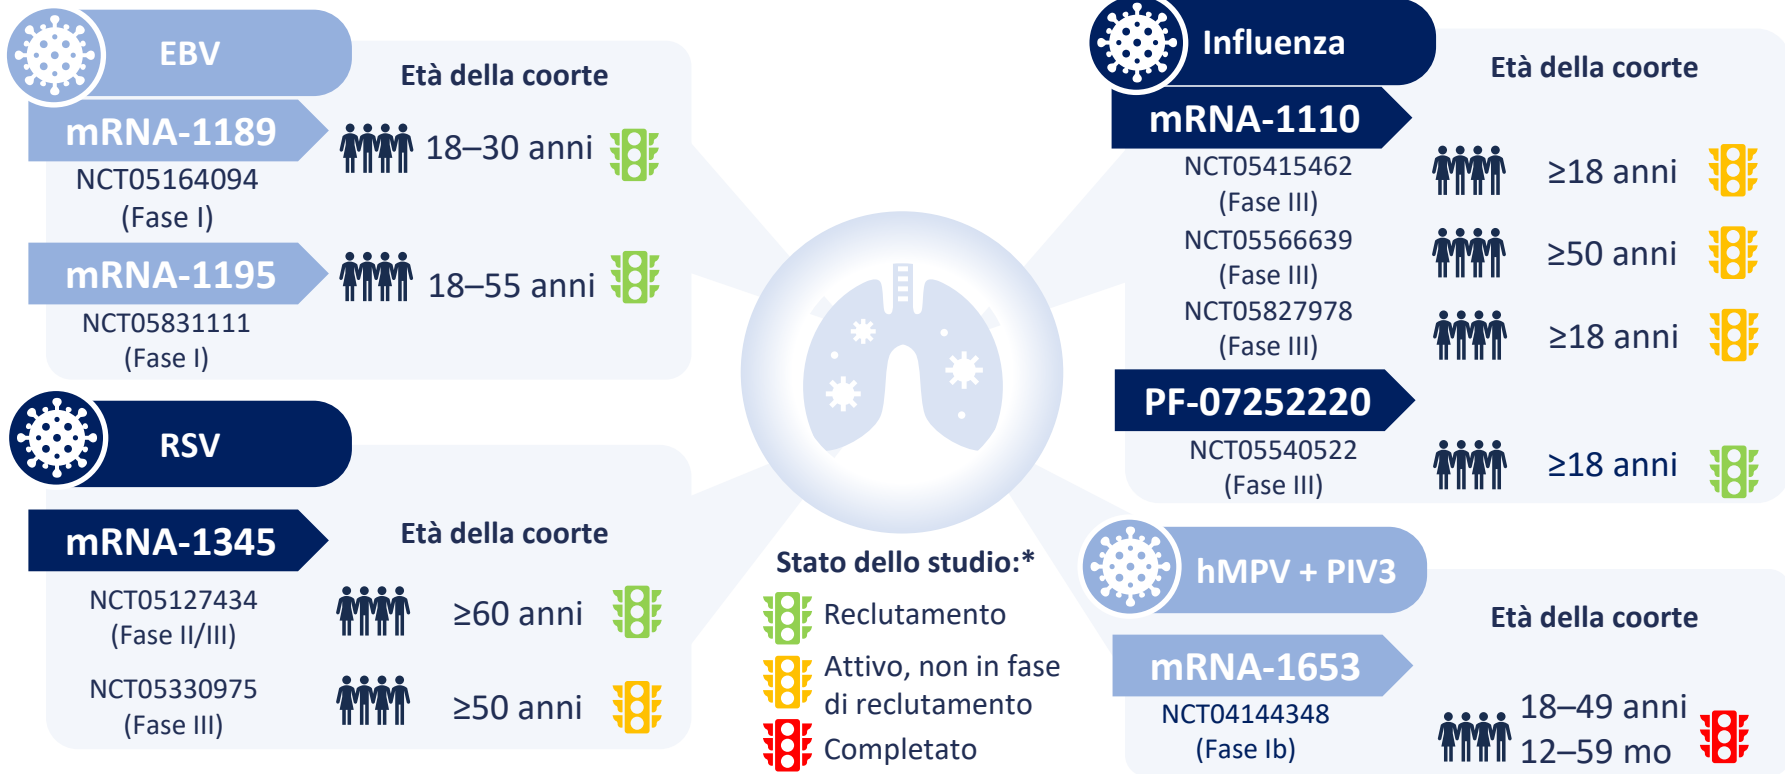 EBV
Età della coorte
mRNA-1189
18–30 anni
NCT05164094
(Fase I)
mRNA-1195
18–55 anni
NCT05831111
(Fase I)
RSV
mRNA-1345
Età della coorte
NCT05127434
(Fase II/III)
≥60 anni
NCT05330975
(Fase III)
≥50 anni
Stato dello studio:*
Reclutamento
Attivo, non in fase
di reclutamento
Completato
Influenza
Età della coorte
mRNA-1110
NCT05415462
(Fase III)
≥18 anni
NCT05566639
(Fase III)
≥50 anni
NCT05827978
(Fase III)
≥18 anni
PF-07252220
NCT05540522
(Fase III)
≥18 anni
hMPV + PIV3
Età della coorte
mRNA-1653
NCT04144348
(Fase Ib)
18–49 anni
12–59 mo